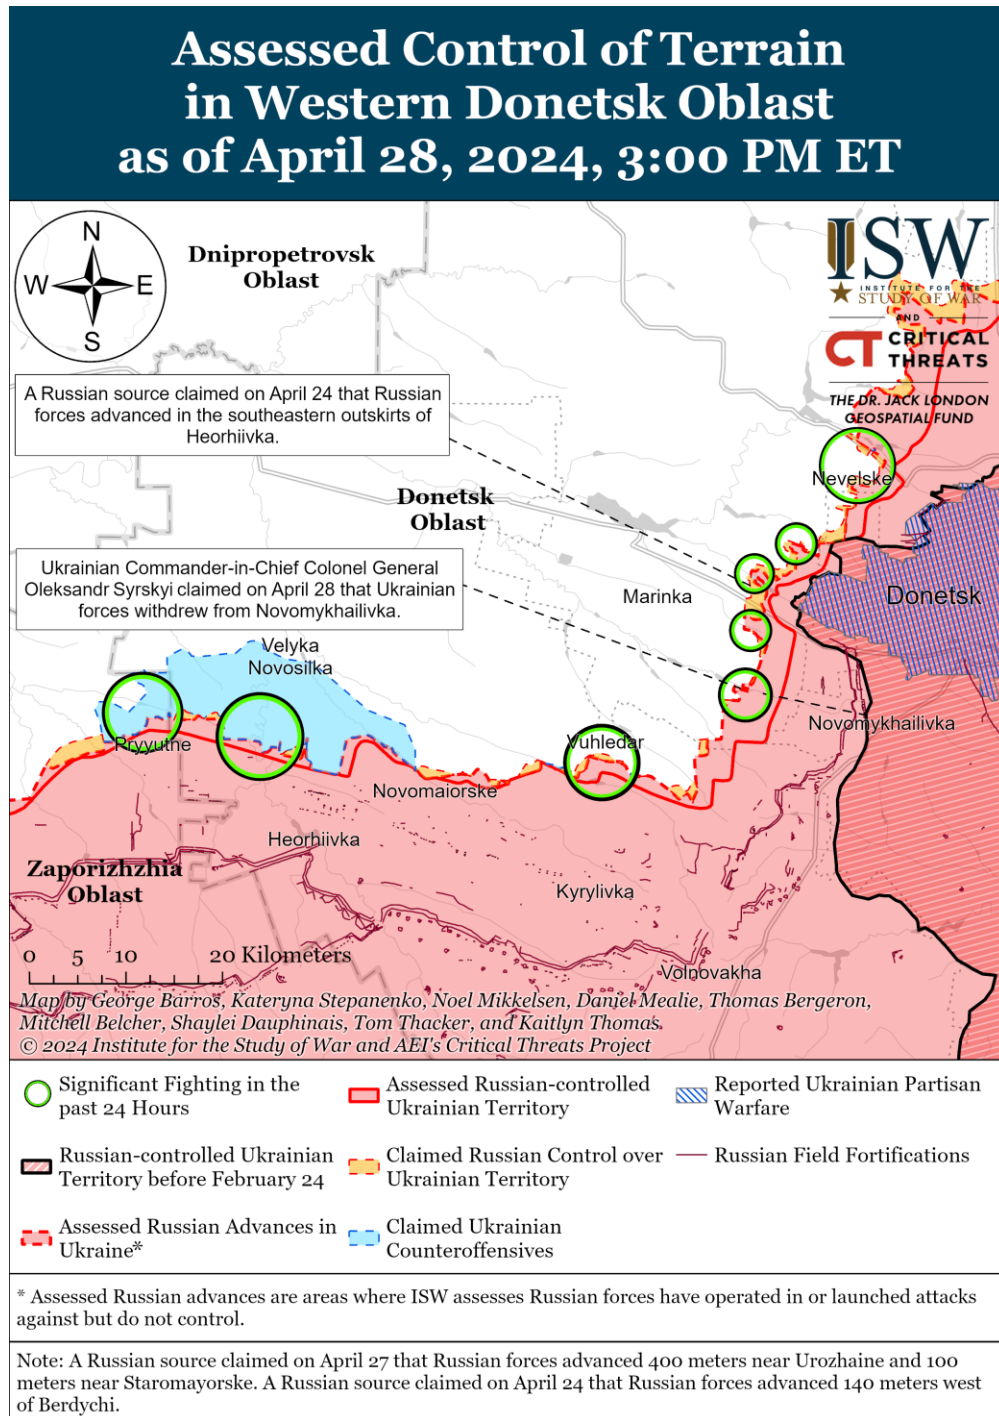 Assessed Control of Terrain
in Western Donetsk Oblast
as of April 28, 2024, 3:00 PM ET
N
W
E
S
Dnipropetrovsk
Oblast
ISW
INSTITUTE FOR THE
STUDY OF WAR
AND
CT CRITICAL
THREATS
THE DR. JACK LONDON
GEOSPATIAL FUND
A Russian source claimed on April 24 that Russian
forces advanced in the southeastern outskirts of
Heorhiivka.
Nevelske
Donetsk
Oblast
Ukrainian Commander-in-Chief Colonel General
Oleksandr Syrskyi claimed on April 28 that Ukrainian
forces withdrew from Novomykhailivka.
Marinka
Donetsk
Velyka
Novosilka
Novomykhailivka
Pryvutne
Vuhledar
Novomaiorske
Heorhiivka
Zaporizhzhia
Oblast
Kyrylivka
Volnovakha
0 5 10 20 Kilometers
Map by George Barros, Kateryna Stepanenko, Noel Mikkelsen, Daniel Mealie, Thomas Bergeron,
Mitchell Belcher, Shaylei Dauphinais, Tom Thacker, and Kaitlyn Thomas
© 2024 Institute for the Study of War and AEI's Critical Threats Project
Significant Fighting in the
past 24 Hours
Assessed Russian-controlled
Ukrainian Territory
Reported Ukrainian Partisan
Warfare
Russian-controlled Ukrainian
Territory before February 24
Claimed Russian Control over
Ukrainian Territory
Russian Field Fortifications
Assessed Russian Advances in
Ukraine*
Claimed Ukrainian
Counteroffensives
* Assessed Russian advances are areas where ISW assesses Russian forces have operated in or launched attacks
against but do not control.
Note: A Russian source claimed on April 27 that Russian forces advanced 400 meters near Urozhaine and 100
meters near Staromayorske. A Russian source claimed on April 24 that Russian forces advanced 140 meters west
of Berdychi.